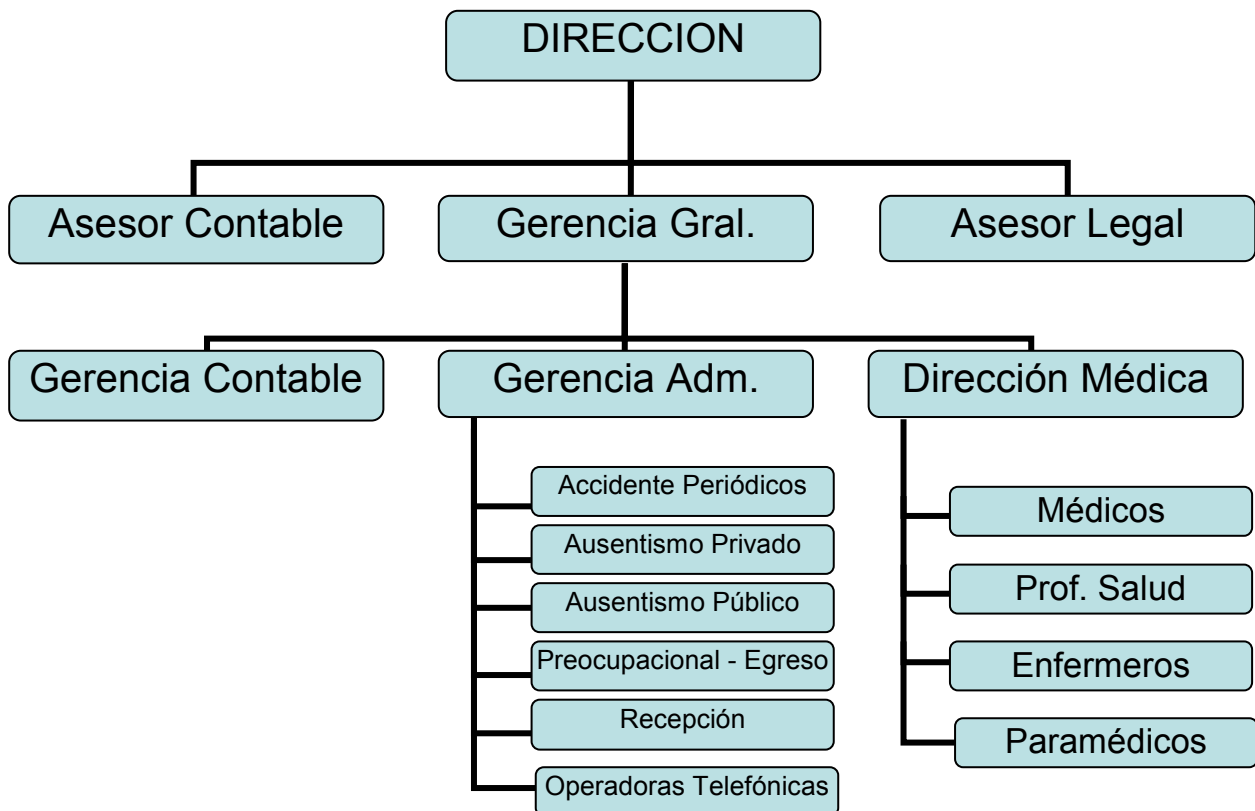 DIRECCION
Asesor Contable
Gerencia Gral.
Asesor Legal
Gerencia Contable
Gerencia Adm.
Dirección Médica
Accidente Periódicos
Ausentismo Privado
Ausentismo Público
Preocupacional - Egreso
Recepción
Operadoras Telefónicas
Médicos
Prof. Salud
Enfermeros
Paramédicos